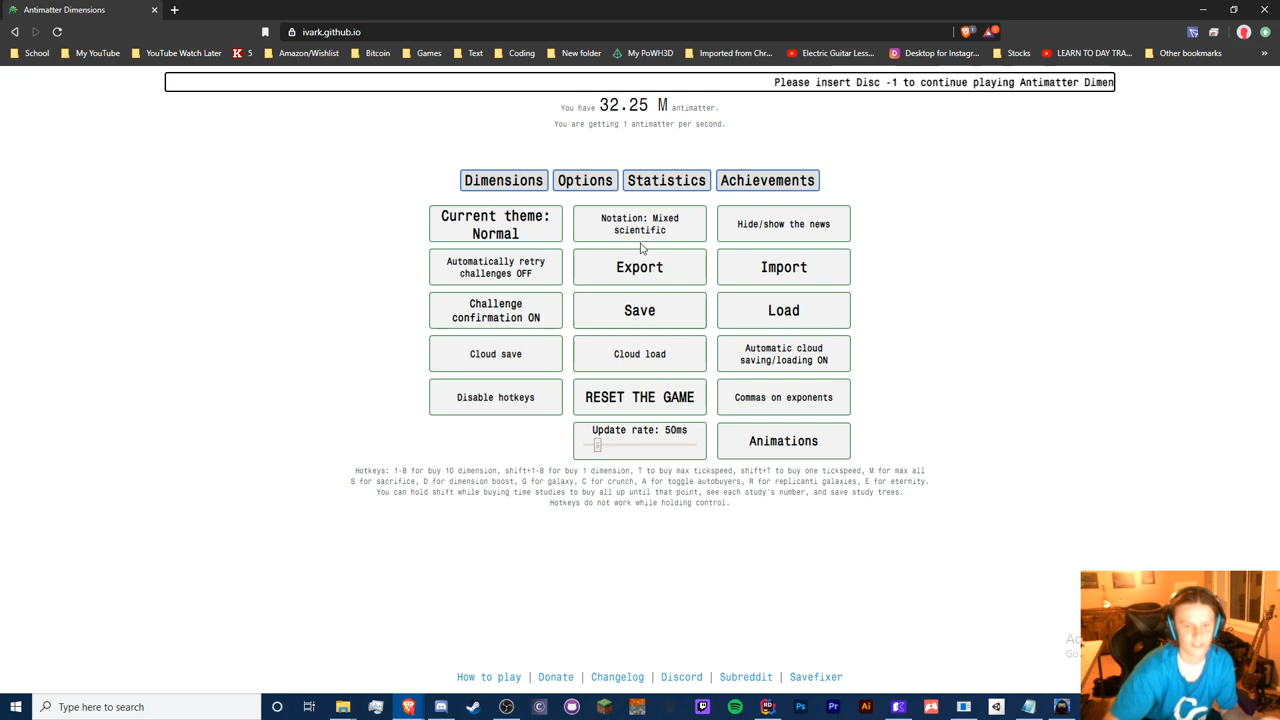 Antimatter Dimensions
ivark.github.io
School
My YouTube
YouTube Watch Later
5
Amazon/Wishlist
Bitcoin
Games
Text
Coding
New folder
My PoWH3D
Imported from Chr...
Electric Guitar Less...
Desktop for Instagr...
Stocks
LEARN TO DAY TRA...
Other bookmarks
Please insert Disc -1 to continue playing Antimatter Dimen
You have 32.25 M antimatter.
You are getting 1 antimatter per second.
Dimensions
Options
Statistics
Achievements
Current theme:
Normal
Notation: Mixed
scientific
Hide/show the news
Automatically retry
challenges OFF
Export
Import
Challenge
confirmation ON
Save
Load
Cloud save
Cloud load
Automatic cloud
saving/loading ON
Disable hotkeys
RESET THE GAME
Commas on exponents
Update rate: 50ms
Animations
Hotkeys: 1-8 for buy 10 dimension, shift+1-8 for buy 1 dimension, T to buy max tickspeed, shift+T to buy one tickspeed, M for max all
S for sacrifice, D for dimension boost, G for galaxy, C for crunch, A for toggle autobuyers, R for replicanti galaxies, E for eternity.
You can hold shift while buying time studies to buy all up until that point, see each study's number, and save study trees.
Hotkeys do not work while holding control.
How to play | Donate | Changelog | Discord | Subreddit | Savefixer
Type here to search